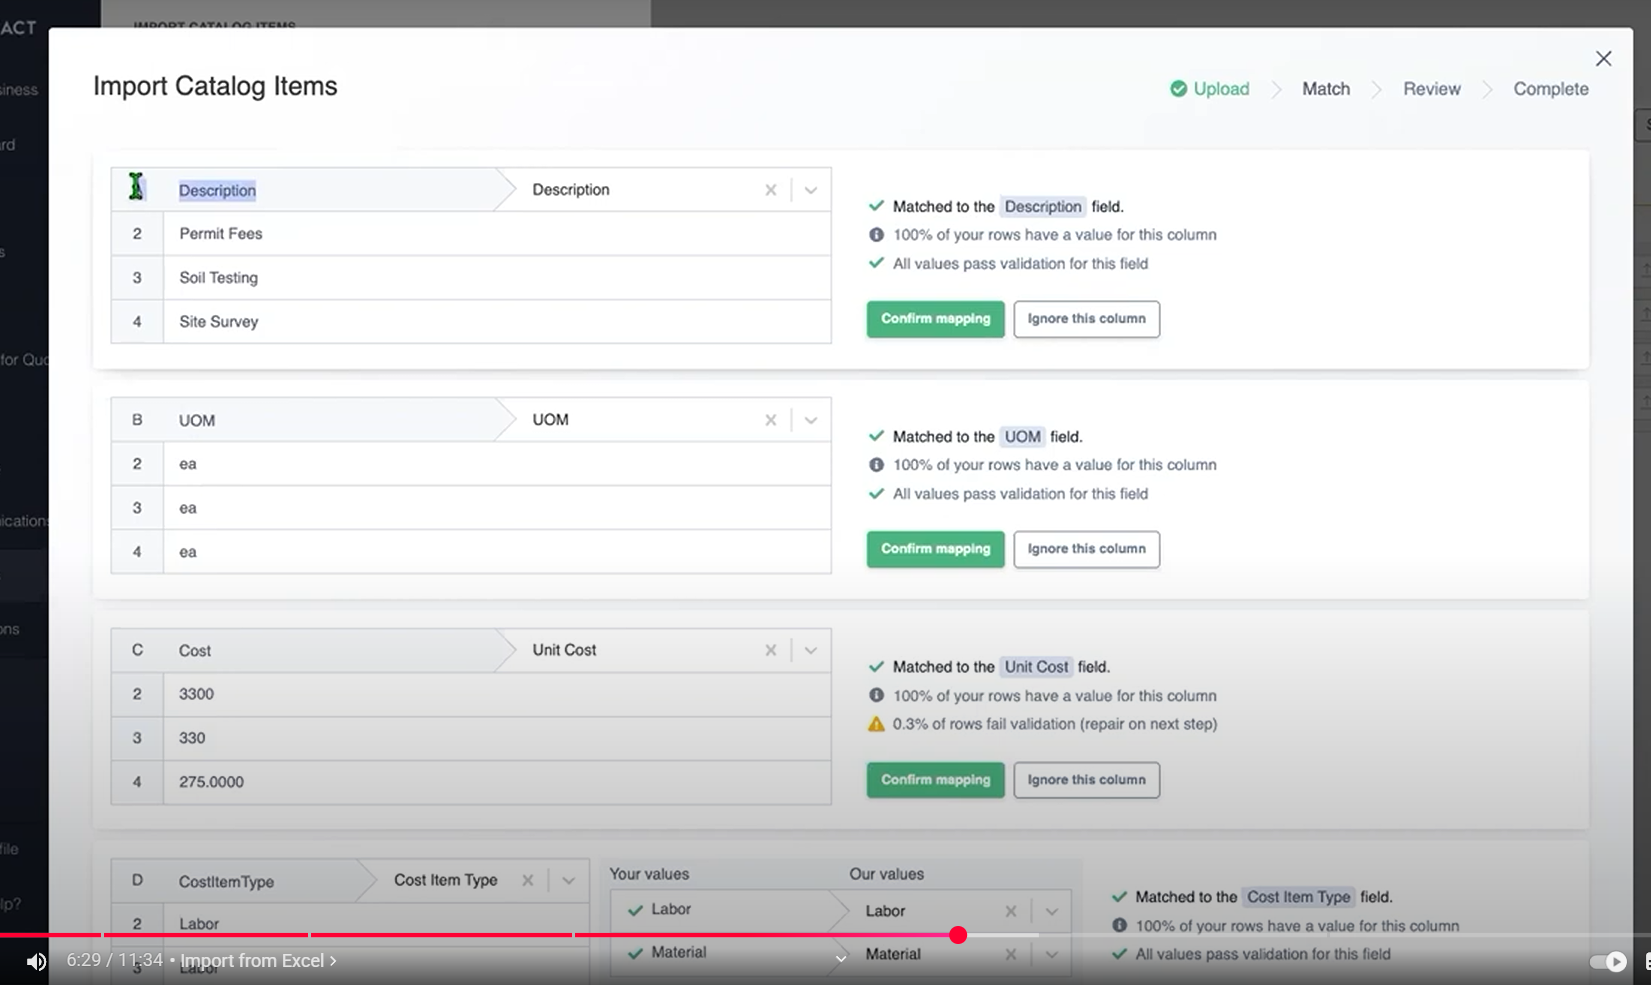 ACT
IMPORT CATALOG ITEMS
Import Catalog Items
Upload
Match
Review
Complete
Description
Description
2 Permit Fees
3 Soil Testing
4 Site Survey
Matched to the Description field.
100% of your rows have a value for this column
All values pass validation for this field
Confirm mapping
Ignore this column
B UOM
UOM
2 ea
3 ea
4 ea
Matched to the UOM field.
100% of your rows have a value for this column
All values pass validation for this field
Confirm mapping
Ignore this column
C Cost
Unit Cost
2 3300
3 330
4 275.0000
Matched to the Unit Cost field.
100% of your rows have a value for this column
0.3% of rows fail validation (repair on next step)
Confirm mapping
Ignore this column
D CostItemType
Cost Item Type
2 Labor
3 Labor
Your values
Our values
Labor
Labor
Material
Material
Matched to the Cost Item Type field.
100% of your rows have a value for this column
All values pass validation for this field
for Quo
6:29 / 11:34 • Import from Excel